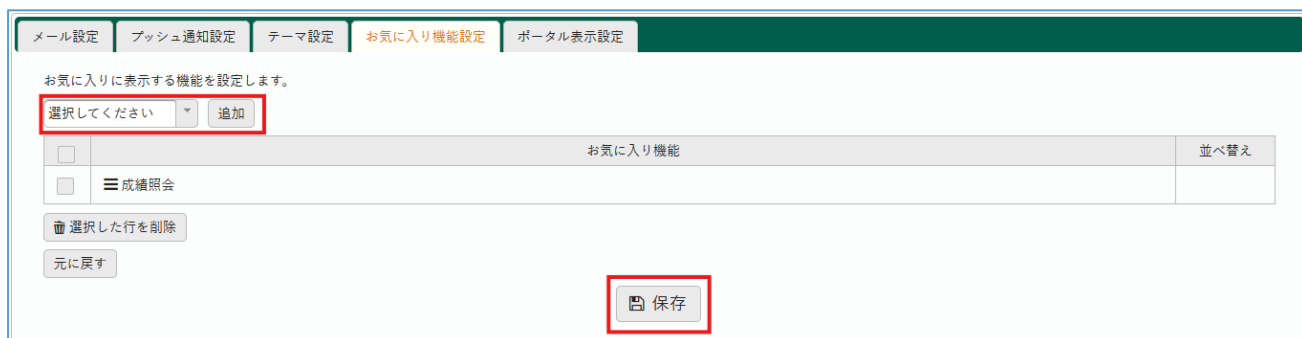 メール設定 プッシュ通知設定 テーマ設定 お気に入り機能設定 ポータル表示設定
お気に入りに表示する機能を設定します。
選択してください 追加
お気に入り機能 並べ替え
成績照会
選択した行を削除
元に戻す
保存